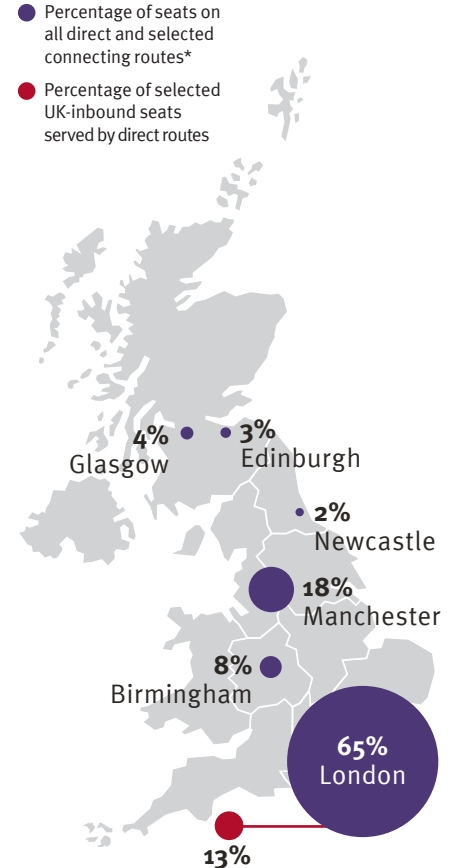 Percentage of seats on
all direct and selected
connecting routes*
Percentage of selected
UK-inbound seats
served by direct routes
4%
Glasgow
3%
Edinburgh
2%
Newcastle
18%
Manchester
8%
Birmingham
65%
London
13%